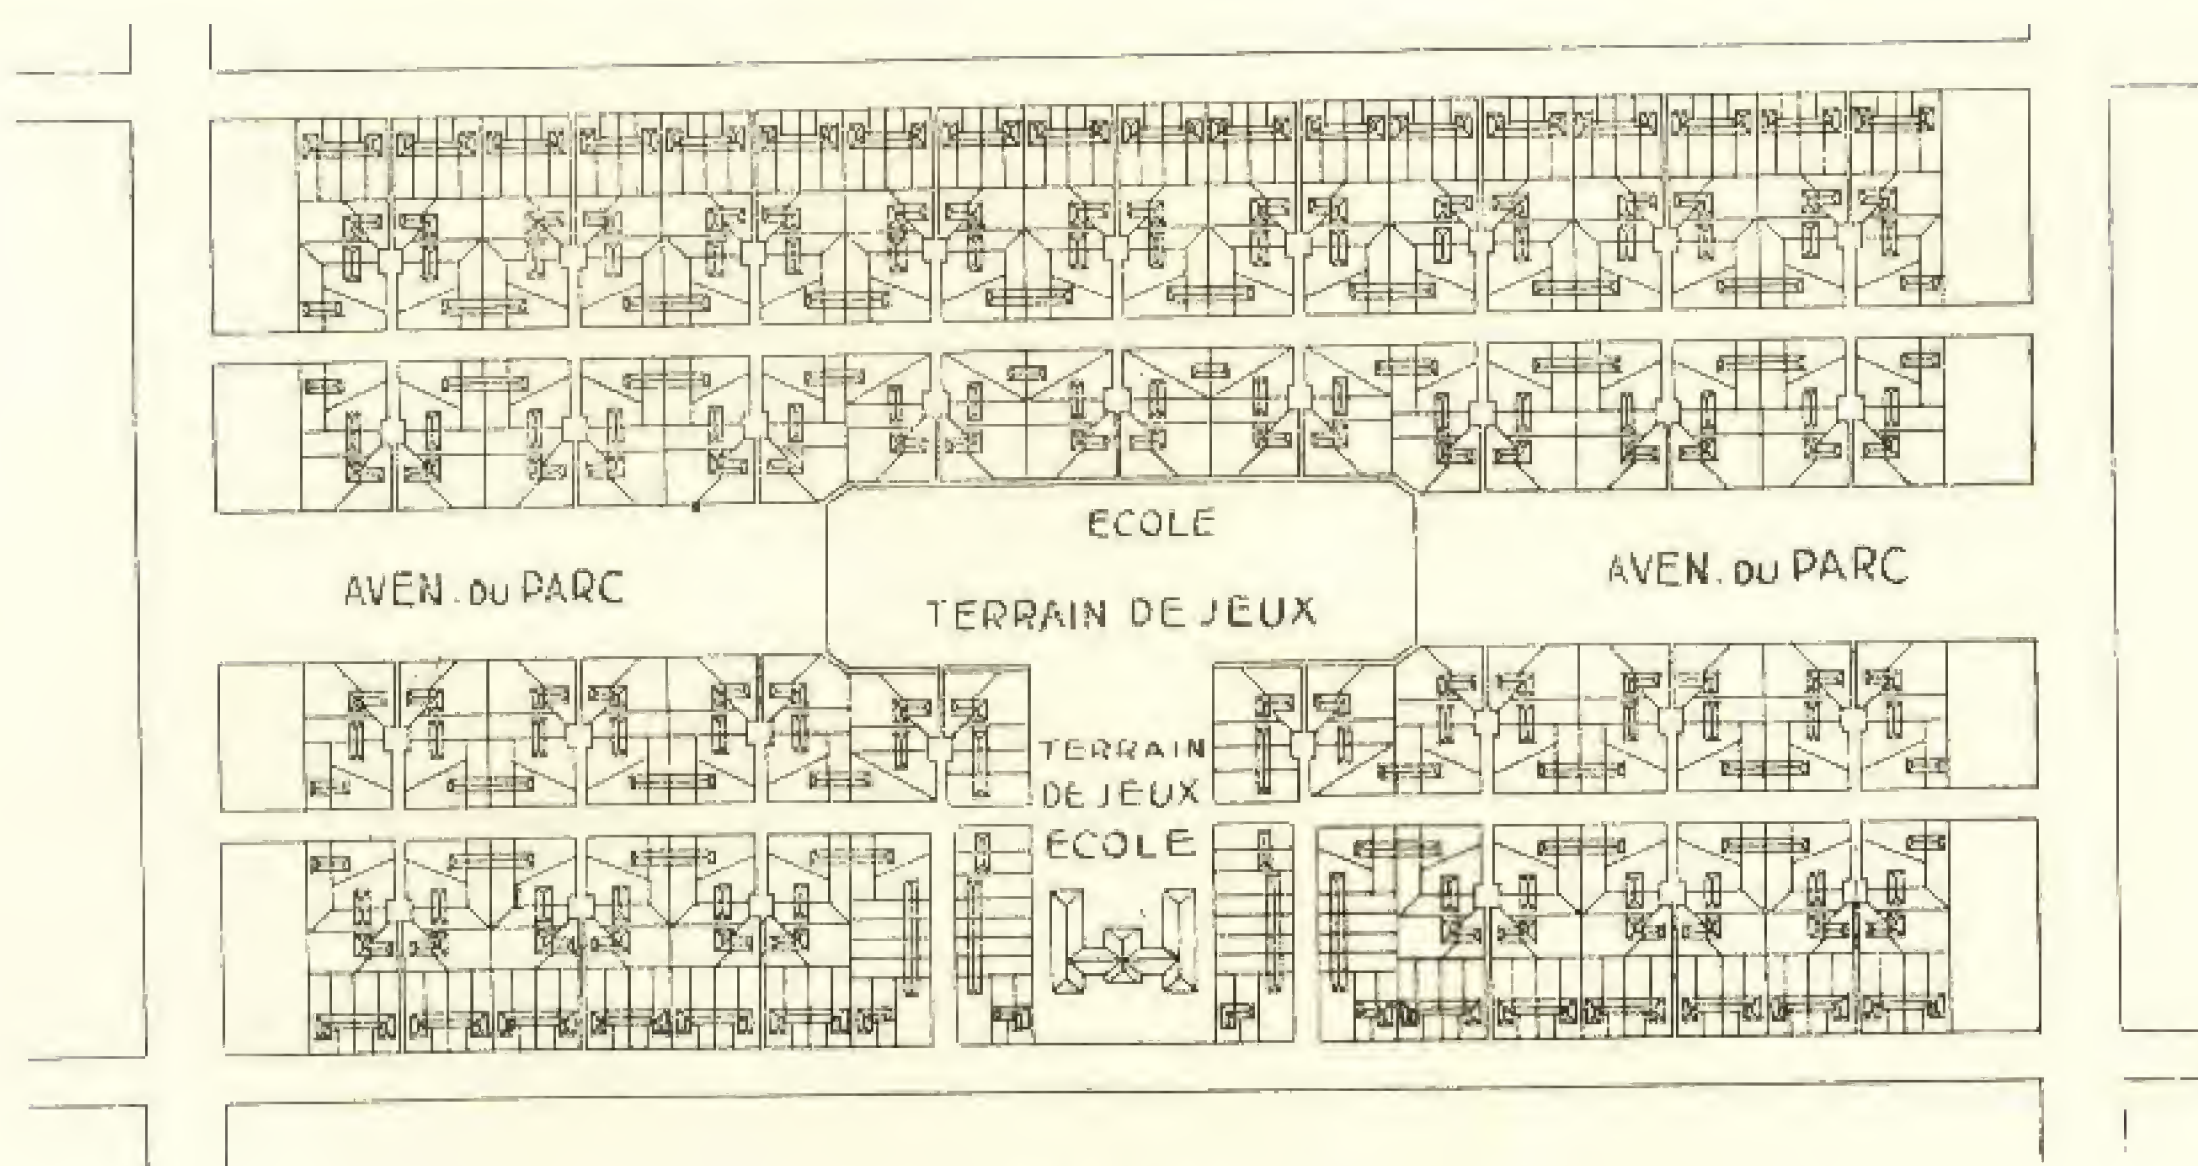 ECOLE
TERRAIN DE JEUX
AVEN. DU PARC
AVEN. DU PARC
TERRAIN
DE JEUX
ECOLE